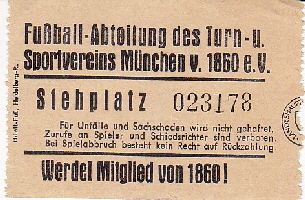 Fußball-Abteilung des Turn-u.
Sportvereins München v. 1860 e.V.
Stehplatz 023178
Für Unfälle und Sachschäden wird nicht gehaftet.
Zurufe an Spieler und Schiedsrichter sind verboten.
Bei Spielabbruch besteht kein Recht auf Rückzahlung
Werdet Mitglied von 1860!